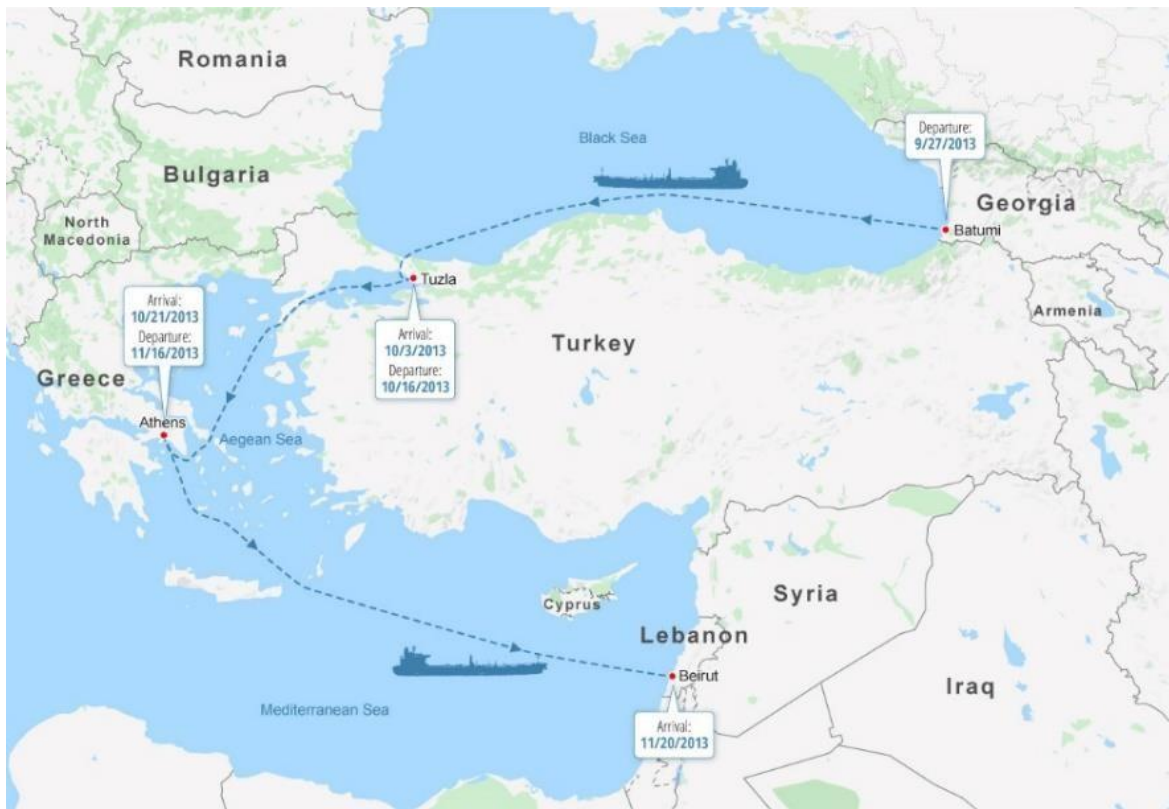 Romania
Black Sea
Departure:
9/27/2013
Bulgaria
Georgia
Batumi
North
Macedonia
Tuzla
Arrival:
10/21/2013
Departure:
11/16/2013
Armenia
Arrival:
10/3/2013
Departure:
10/16/2013
Turkey
Greece
Athens
Aegean Sea
Syria
Cyprus
Lebanon
Beirut
Iraq
Mediterranean Sea
Arrival:
11/20/2013